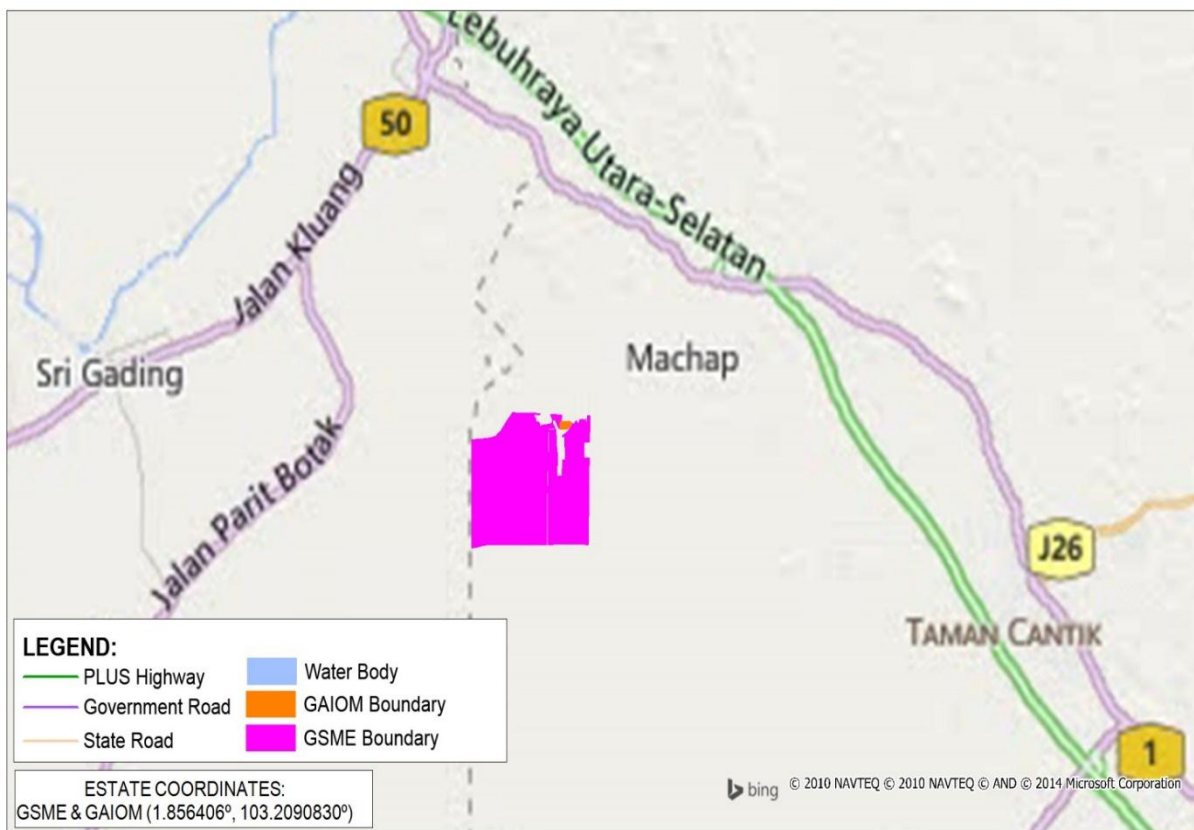 Lebuhraya Utara-Selatan
50
Jalan Kluang
Sri Gading
Machap
Jalan Parit Botak
J26
TAMAN CANTIK
1
LEGEND:
PLUS Highway
Government Road
State Road
Water Body
GAIOM Boundary
GSME Boundary
ESTATE COORDINATES:
GSME & GAIOM (1.856406º, 103.2090830º)
bing © 2010 NAVTEQ © 2010 NAVTEQ © AND © 2014 Microsoft Corporation